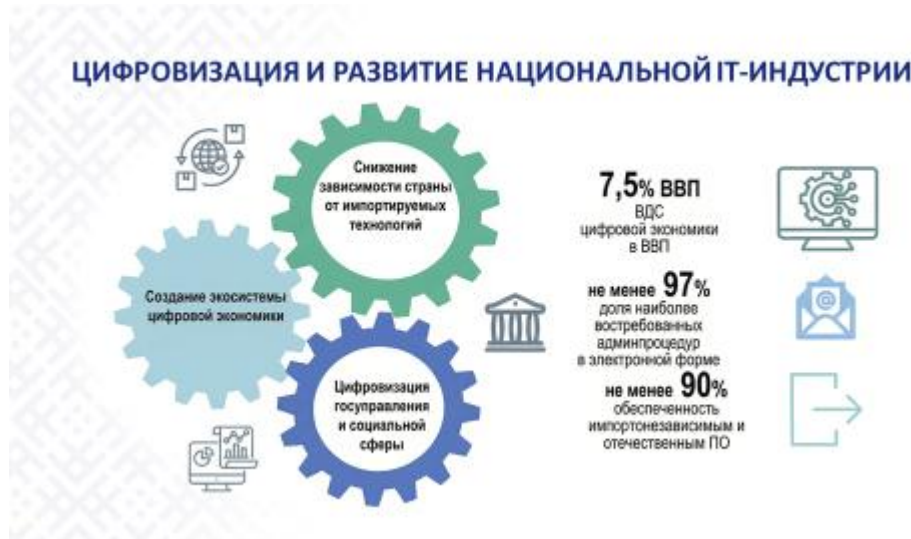 ЦИФРОВИЗАЦИЯ И РАЗВИТИЕ НАЦИОНАЛЬНОЙ IT-ИНДУСТРИИ
Снижение
зависимости страны
от импортируемых
технологий
Создание экосистемы
цифровой экономики
Цифровизация
госуправления
и социальной
сферы
7,5% ВВП
ВДС
цифровой экономики
в ВВП
не менее 97%
доля наиболее
востребованных
админпроцедур
в электронной форме
не менее 90%
обеспеченность
импортонезависимым и
отечественным ПО
@